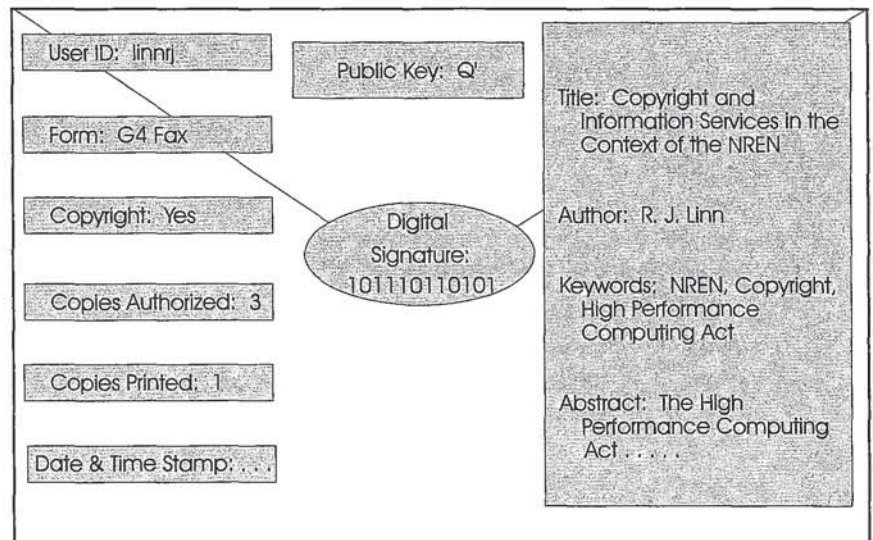 User ID: linnrj
Form: G4 Fax
Copyright: Yes
Copies Authorized: 3
Copies Printed: 1
Date & Time Stamp: . . .
Public Key: Q'
Digital
Signature:
101110110101
Title: Copyright and
Information Services in the
Context of the NREN
Author: R. J. Linn
Keywords: NREN, Copyright,
High Performance
Computing Act
Abstract: The High
Performance Computing
Act . . . . .